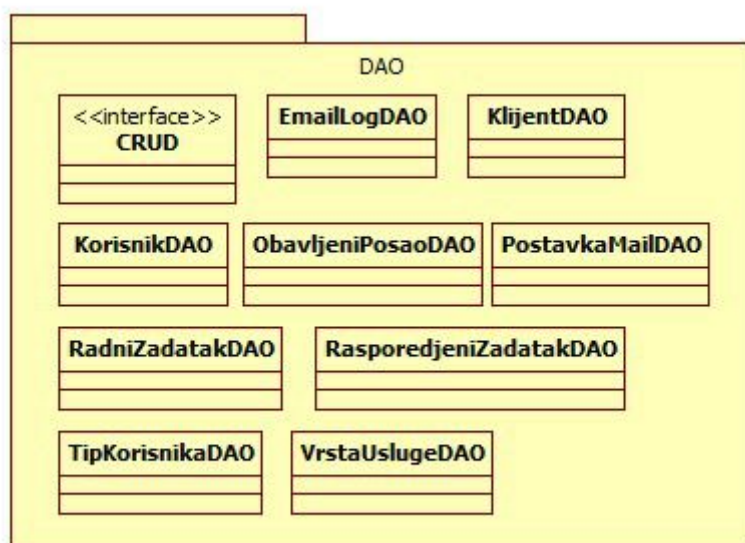 DAO
<<interface>>
CRUD
EmailLogDAO
KlijentDAO
KorisnikDAO
ObavljeniPosaoDAO
PostavkaMailDAO
RadniZadatakDAO
RasporedjeniZadatakDAO
TipKorisnikaDAO
VrstaUslugeDAO